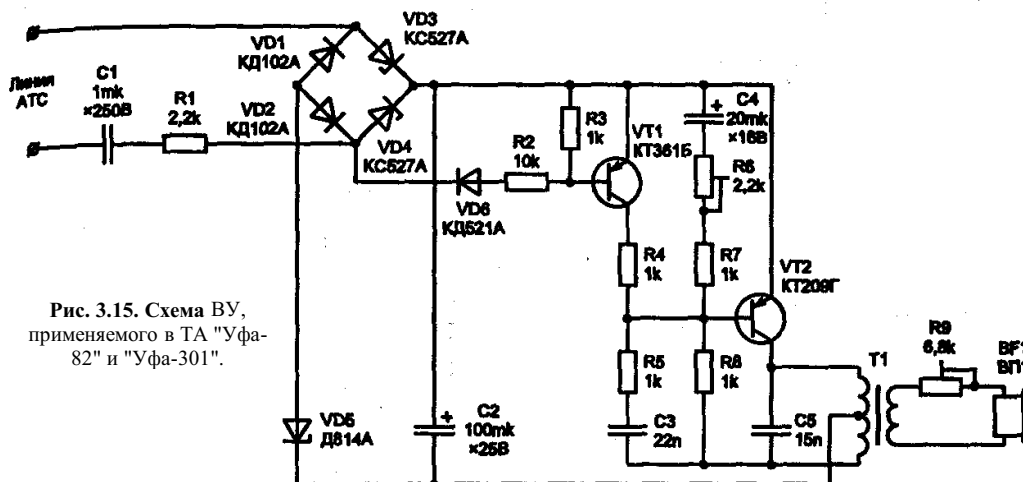 VD1
КД102А
VD3
КС527А
Линия
АТС
C1
1mk
×250В
R1
2,2k
VD2
КД102А
VD4
КС527А
R2
10k
VD6
КД521А
R3
1k
VT1
КТ361Б
C4
+
20mk
×16В
R6
2,2k
R4
1k
R7
1k
VT2
КТ209Г
Рис. 3.15. Схема ВУ,
применяемого в ТА "Уфа-
82" и "Уфа-301".
R5
1k
R8
1k
VD5
Д814А
C2
+
100mk
×25В
C3
22n
C5
15n
T1
R9
6,8k
BF1
ВП1